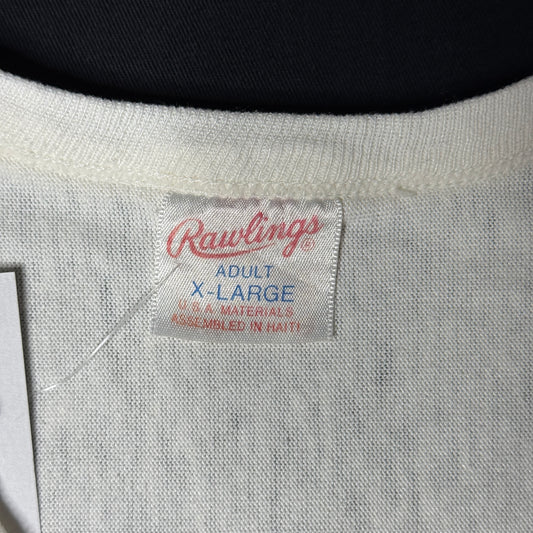 Rawlings®
ADULT
X-LARGE
U.S.A. MATERIALS
ASSEMBLED IN HAITI